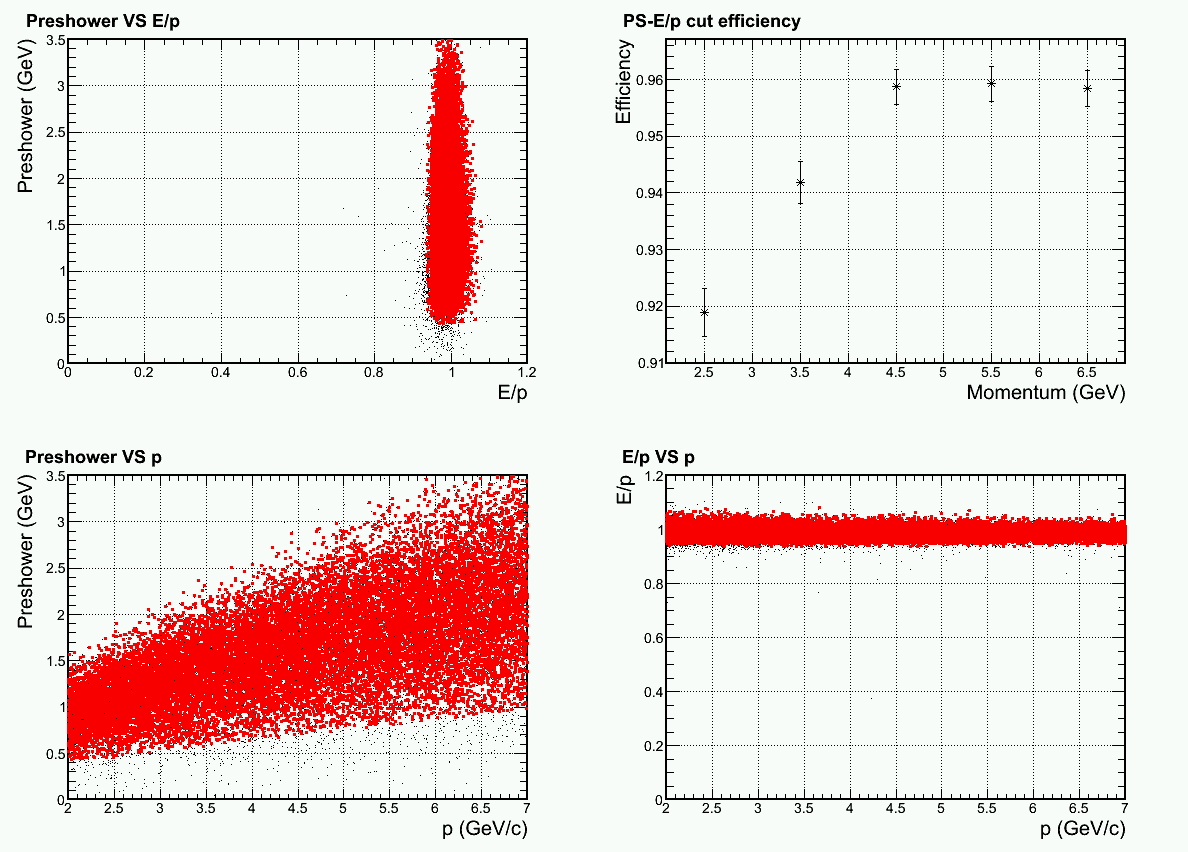 Preshower VS E/p
Preshower (GeV)
3.5
3
2.5
2
1.5
1
0.5
0
0 0.2 0.4 0.6 0.8 1 1.2
E/p
PS-E/p cut efficiency
Efficiency
0.96
0.95
0.94
0.93
0.92
0.91
2.5 3 3.5 4 4.5 5 5.5 6 6.5
Momentum (GeV)
Preshower VS p
Preshower (GeV)
3.5
3
2.5
2
1.5
1
0.5
0
2 2.5 3 3.5 4 4.5 5 5.5 6 6.5 7
p (GeV/c)
E/p VS p
E/p
1.2
1
0.8
0.6
0.4
0.2
0
2 2.5 3 3.5 4 4.5 5 5.5 6 6.5 7
p (GeV/c)